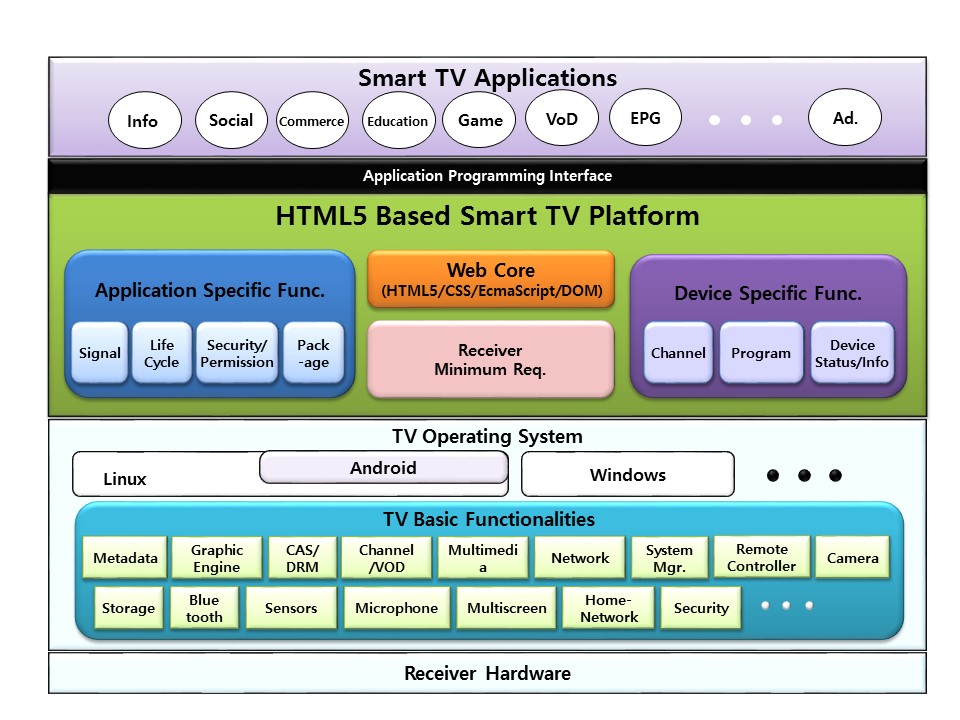 Smart TV Applications
Info
Social
Commerce
Education
Game
VoD
EPG
Ad.
Application Programming Interface
HTML5 Based Smart TV Platform
Application Specific Func.
Signal
Life
Cycle
Security/
Permission
Pack
-age
Web Core
(HTML5/CSS/EcmaScript/DOM)
Receiver
Minimum Req.
Device Specific Func.
Channel
Program
Device
Status/Info
TV Operating System
Linux
Android
Windows
TV Basic Functionalities
Metadata
Graphic
Engine
CAS/
DRM
Channel
/VOD
Multimedi
a
Network
System
Mgr.
Remote
Controller
Camera
Storage
Blue
tooth
Sensors
Microphone
Multiscreen
Home-
Network
Security
Receiver Hardware